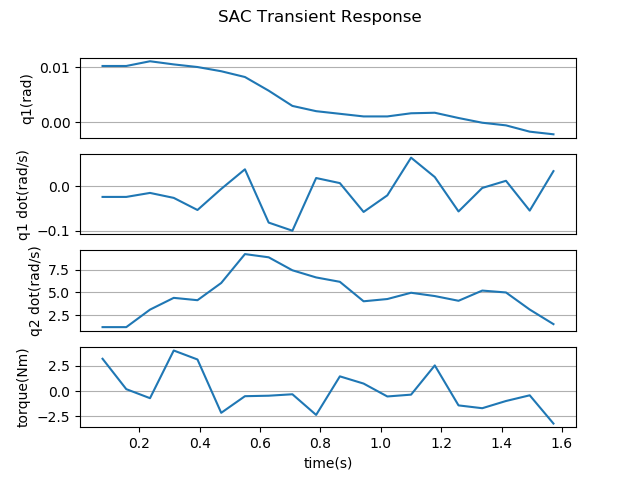 SAC Transient Response
q1(rad)
0.01
0.00
q1 dot(rad/s)
0.0
−0.1
q2 dot(rad/s)
7.5
5.0
2.5
torque(Nm)
2.5
0.0
−2.5
0.2 0.4 0.6 0.8 1.0 1.2 1.4 1.6
time(s)